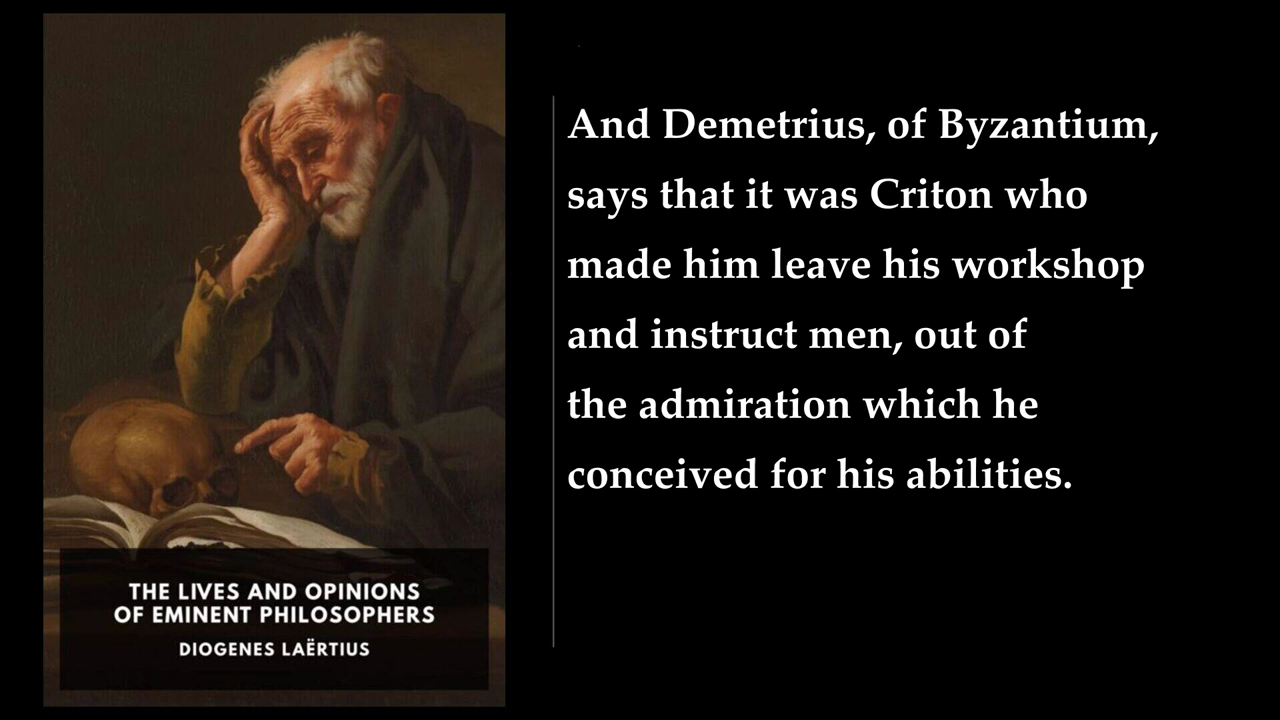 And Demetrius, of Byzantium,
says that it was Criton who
made him leave his workshop
and instruct men, out of
the admiration which he
conceived for his abilities.
THE LIVES AND OPINIONS
OF EMINENT PHILOSOPHERS
DIOGENES LAËRTIUS